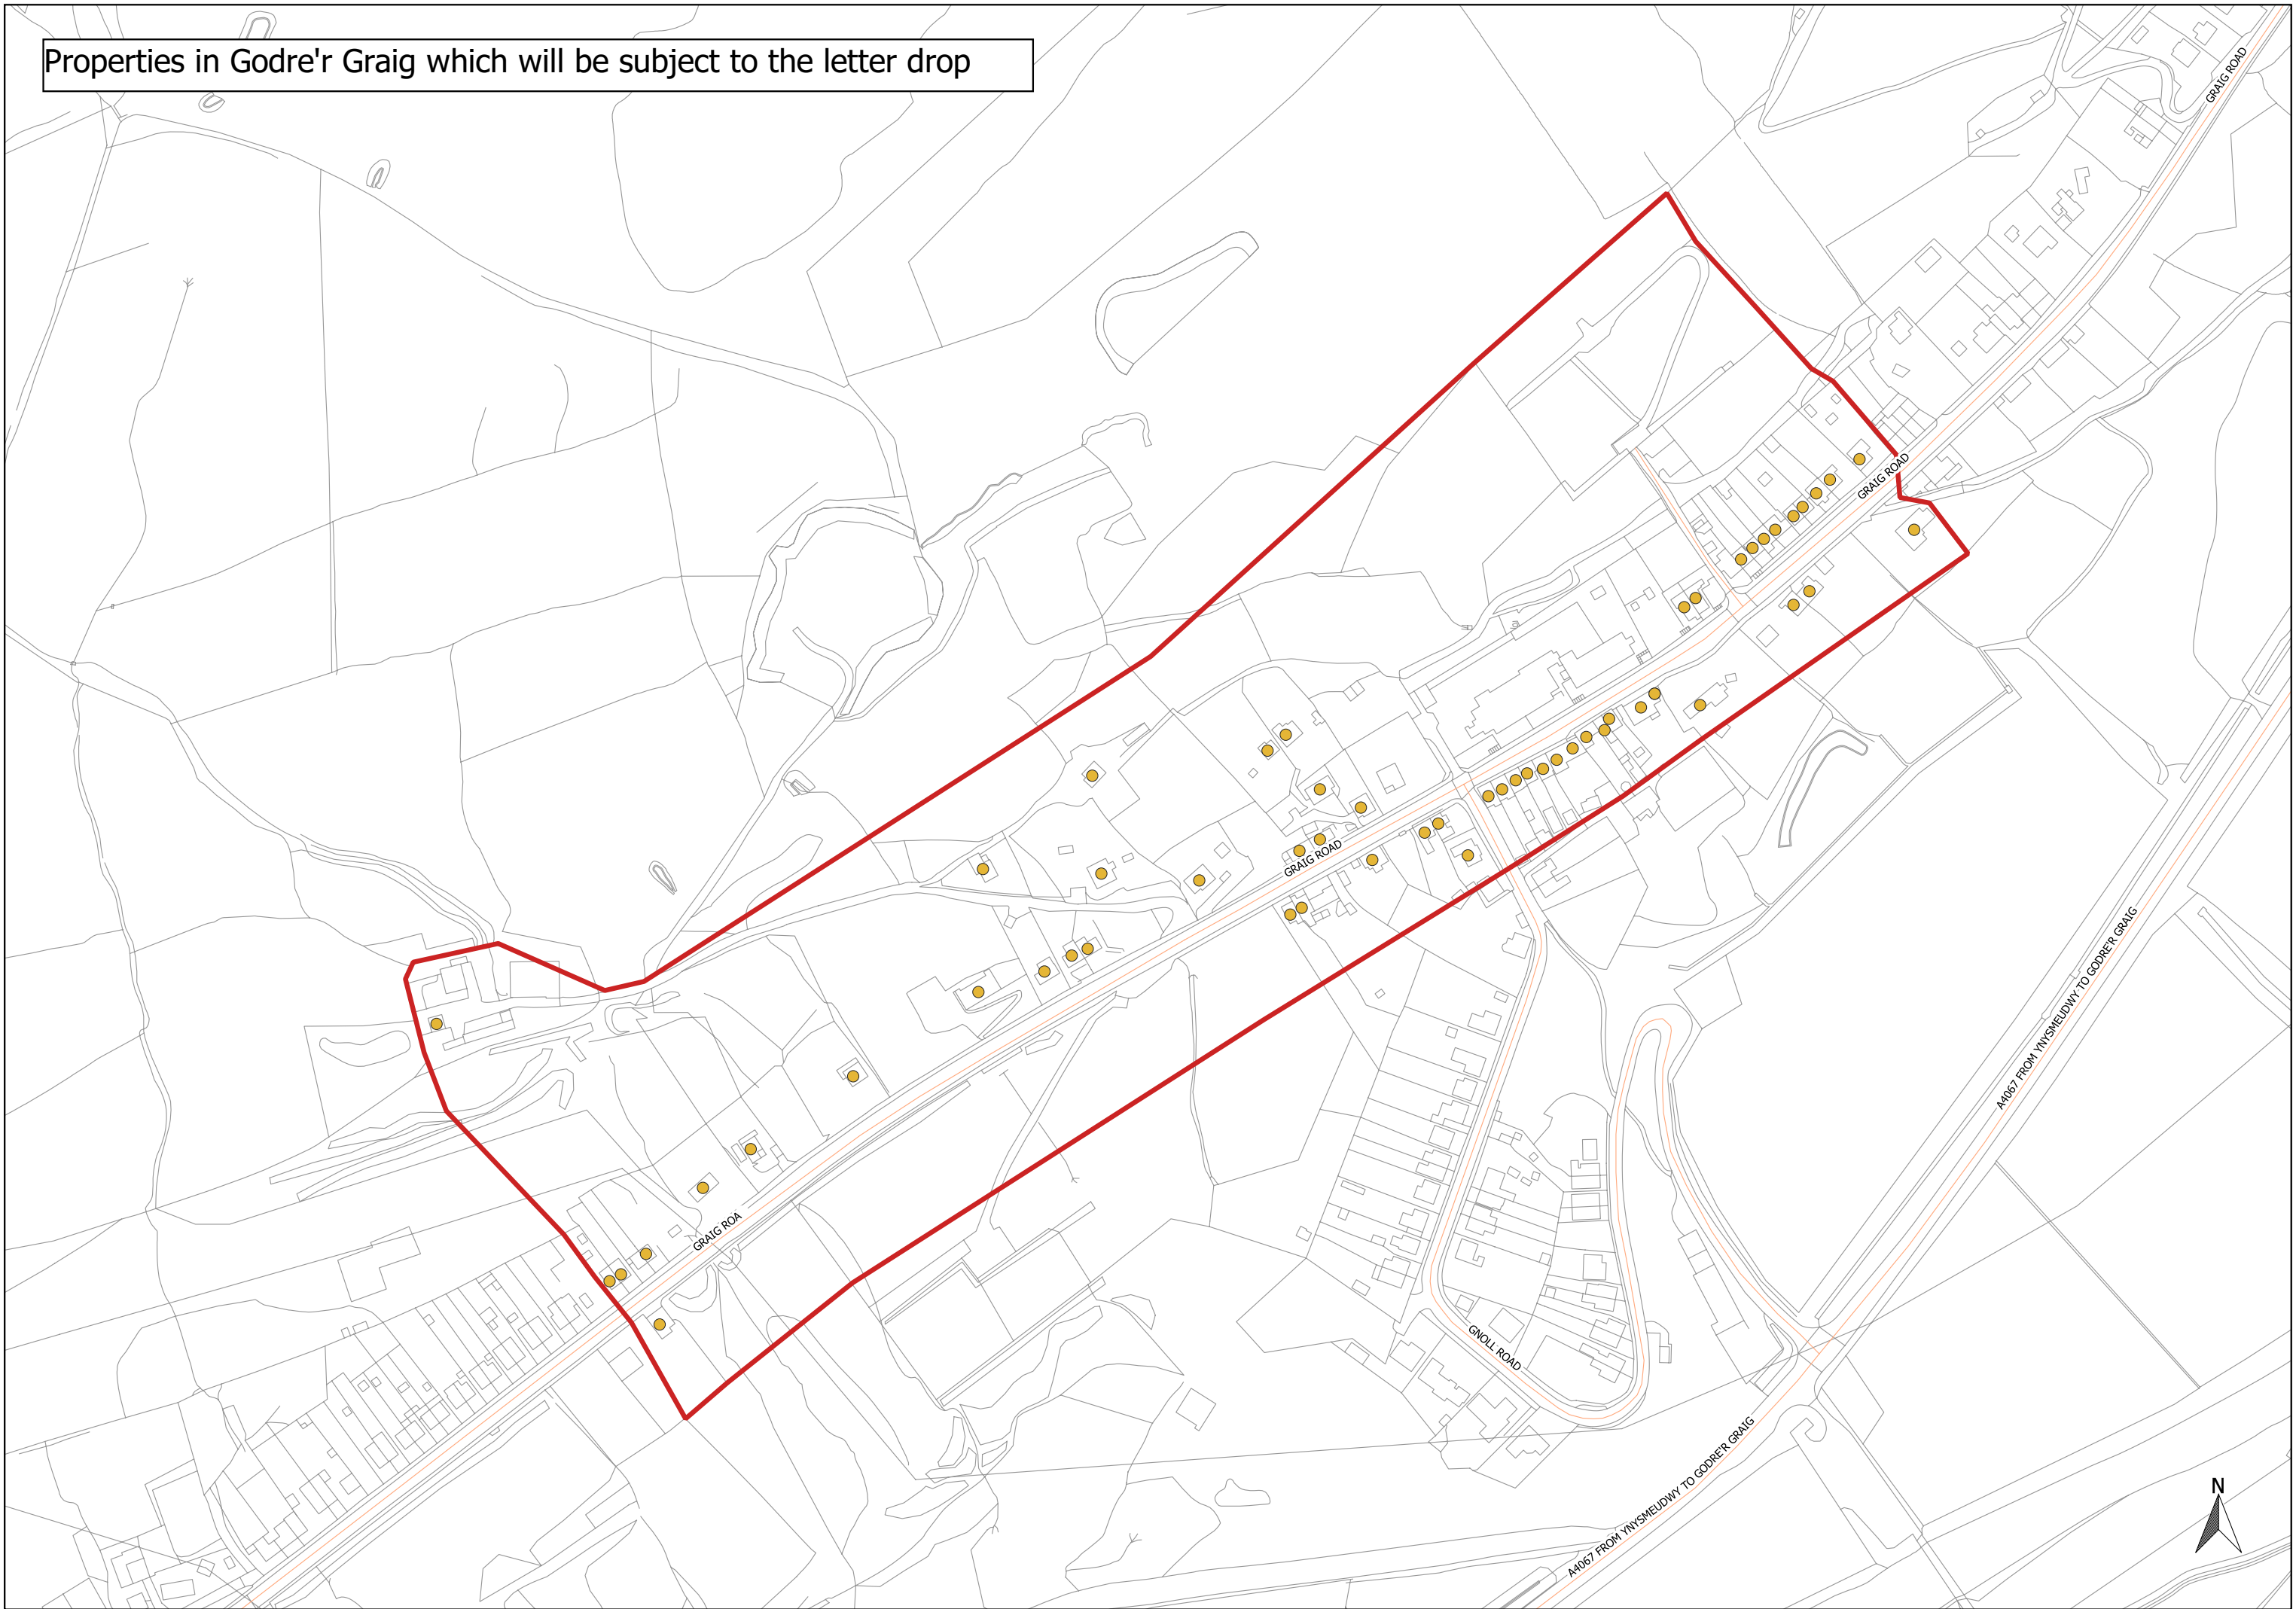 Properties in Godre'r Graig which will be subject to the letter drop
GRAIG ROAD
GRAIG ROAD
GRAIG ROAD
A4067 FROM YNYSMEUDWY TO GODRE'R GRAIG
GRAIG ROA
GNOLL ROAD
A4067 FROM YNYSMEUDWY TO GODRE'R GRAIG
N